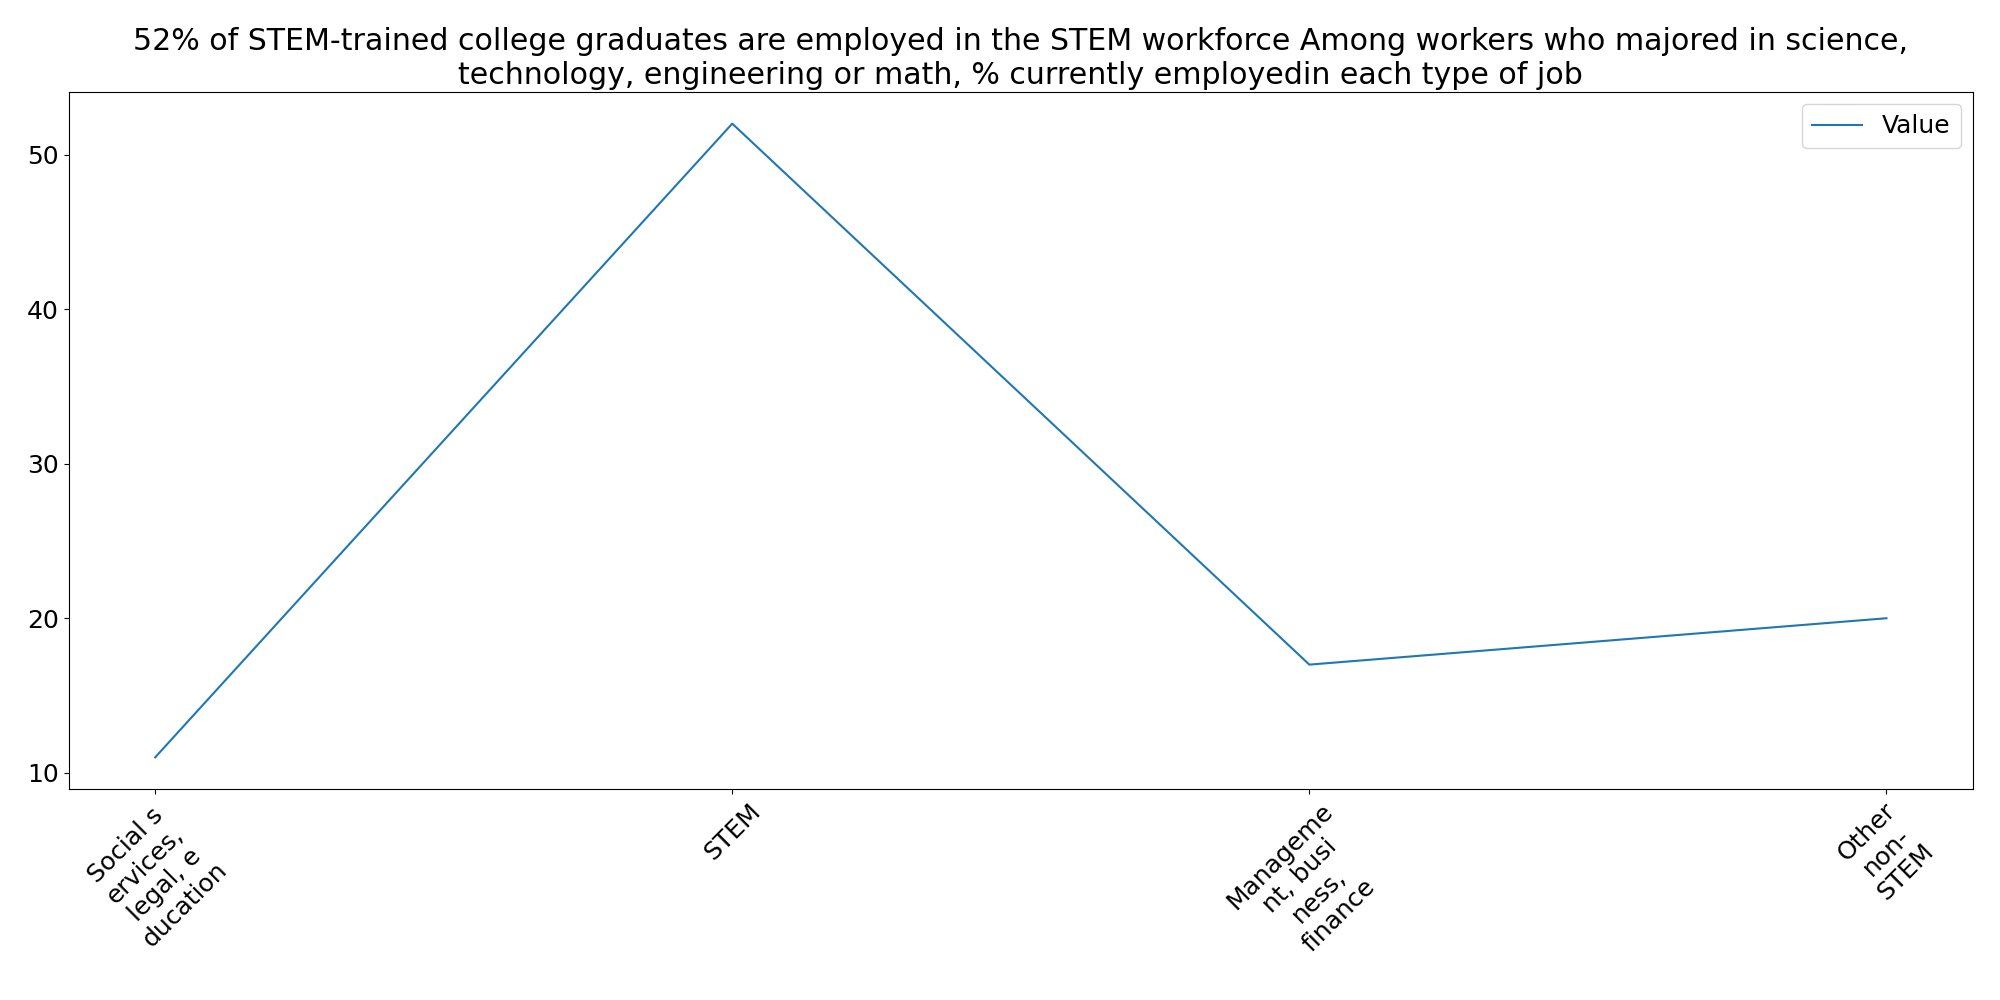 52% of STEM-trained college graduates are employed in the STEM workforce Among workers who majored in science,
technology, engineering or math, % currently employedin each type of job
Value
50
40
30
20
10
Social s
ervices,
legal, e
ducation
STEM
Manageme
nt, busi
ness,
finance
Other
non-
STEM